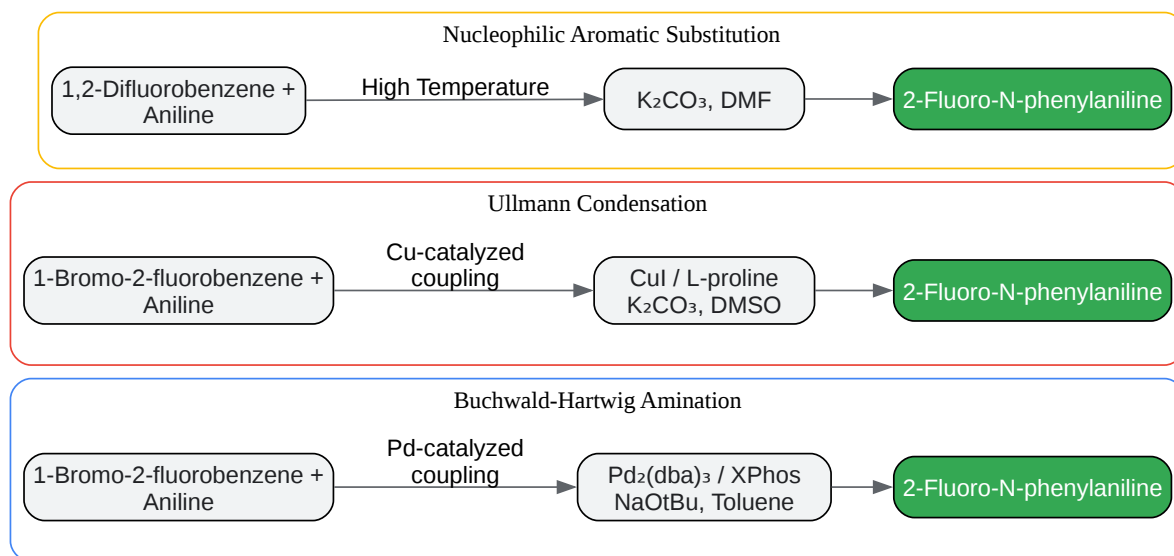 Nucleophilic Aromatic Substitution
1,2-Difluorobenzene +
Aniline
High Temperature
K₂CO₃, DMF
2-Fluoro-N-phenylaniline
Ullmann Condensation
1-Bromo-2-fluorobenzene +
Aniline
Cu-catalyzed
coupling
CuI / L-proline
K₂CO₃, DMSO
2-Fluoro-N-phenylaniline
Buchwald-Hartwig Amination
1-Bromo-2-fluorobenzene +
Aniline
Pd-catalyzed
coupling
Pd₂(dba)₃ / XPhos
NaOtBu, Toluene
2-Fluoro-N-phenylaniline